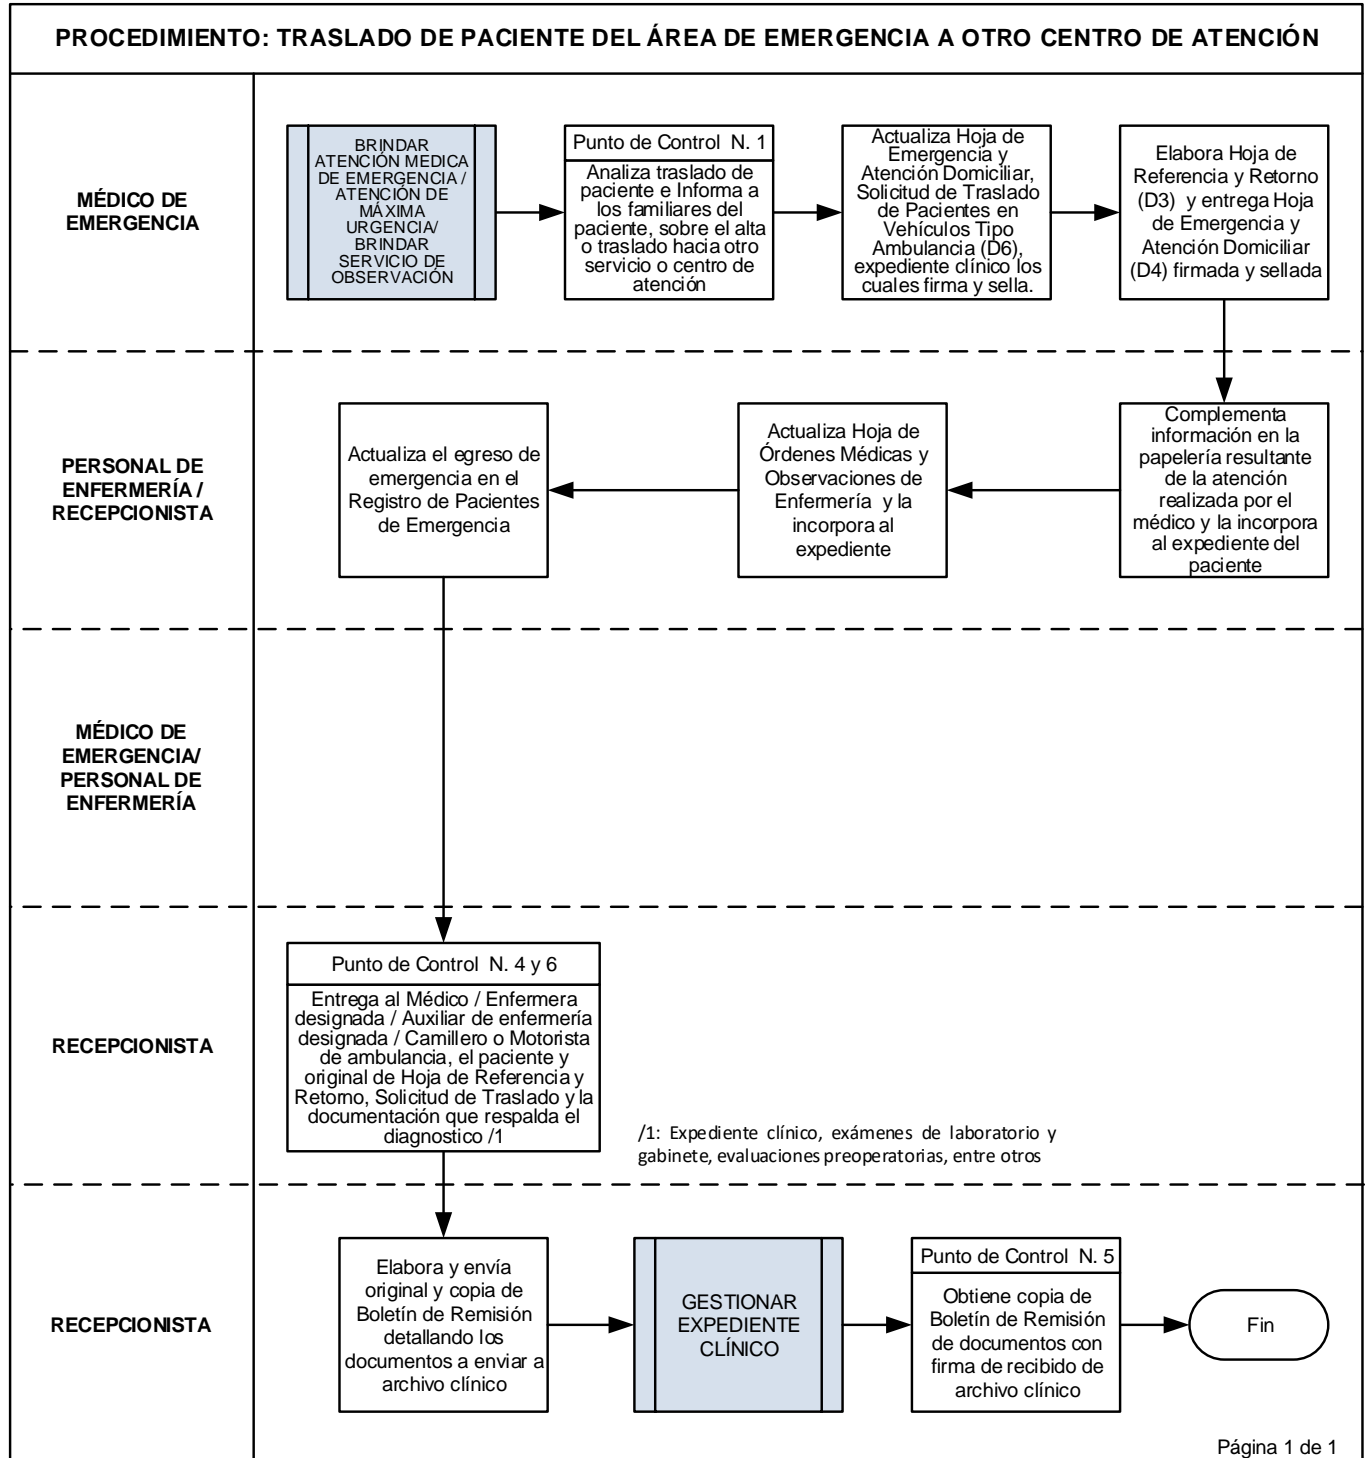 PROCEDIMIENTO: TRASLADO DE PACIENTE DEL ÁREA DE EMERGENCIA A OTRO CENTRO DE ATENCIÓN
MÉDICO DE
EMERGENCIA
BRINDAR
ATENCIÓN MEDICA
DE EMERGENCIA /
ATENCIÓN DE
MÁXIMA
URGENCIA/
BRINDAR
SERVICIO DE
OBSERVACIÓN
Punto de Control N. 1
Analiza traslado de
paciente e Informa a
los familiares del
paciente, sobre el alta
o traslado hacia otro
servicio o centro de
atención
Actualiza Hoja de
Emergencia y
Atención Domiciliar,
Solicitud de Traslado
de Pacientes en
Vehículos Tipo
Ambulancia (D6),
expediente clínico los
cuales firma y sella.
Elabora Hoja de
Referencia y Retorno
(D3) y entrega Hoja
de Emergencia y
Atención Domiciliar
(D4) firmada y sellada
PERSONAL DE
ENFERMERÍA /
RECEPCIONISTA
Actualiza el egreso de
emergencia en el
Registro de Pacientes
de Emergencia
Actualiza Hoja de
Órdenes Médicas y
Observaciones de
Enfermería y la
incorpora al
expediente
Complementa
información en la
papelería resultante
de la atención
realizada por el
médico y la incorpora
al expediente del
paciente
MÉDICO DE
EMERGENCIA/
PERSONAL DE
ENFERMERÍA
RECEPCIONISTA
Punto de Control N. 4 y 6
Entrega al Médico / Enfermera
designada / Auxiliar de enfermería
designada / Camillero o Motorista
de ambulancia, el paciente y
original de Hoja de Referencia y
Retorno, Solicitud de Traslado y la
documentación que respalda el
diagnostico /1
/1: Expediente clínico, exámenes de laboratorio y
gabinete, evaluaciones preoperatorias, entre otros
RECEPCIONISTA
Elabora y envía
original y copia de
Boletín de Remisión
detallando los
documentos a enviar a
archivo clínico
GESTIONAR
EXPEDIENTE
CLÍNICO
Punto de Control N. 5
Obtiene copia de
Boletín de Remisión
de documentos con
firma de recibido de
archivo clínico
Fin
Página 1 de 1